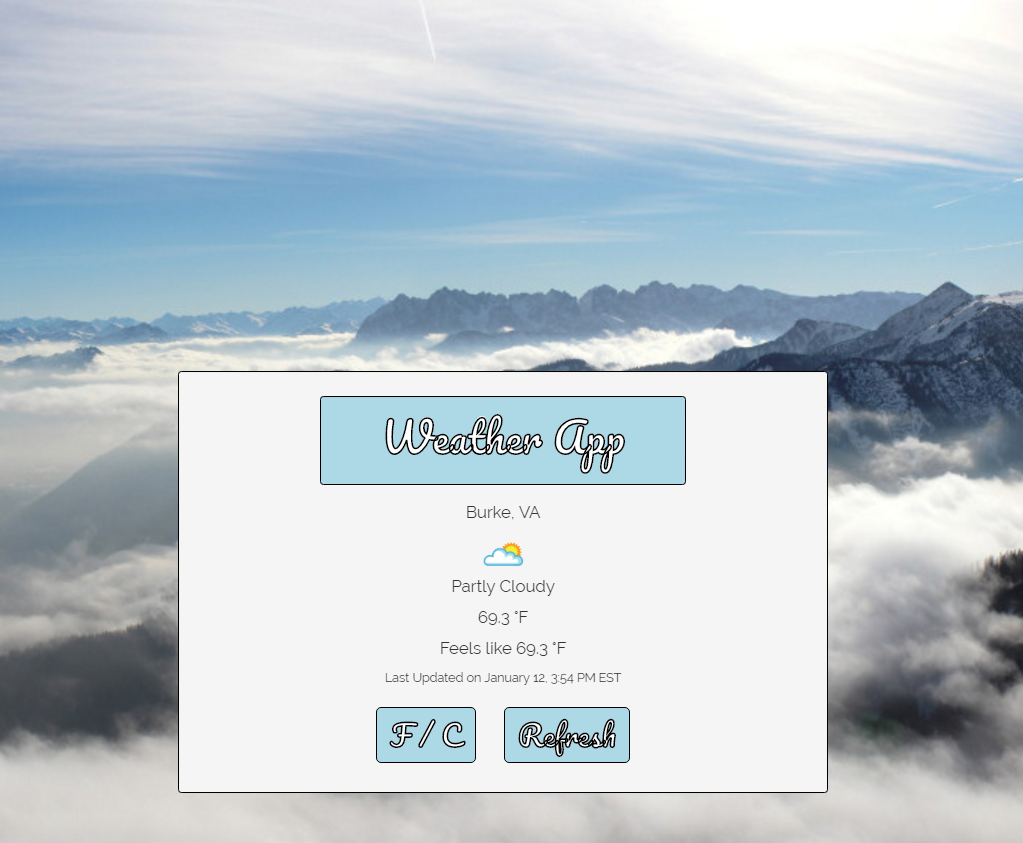 Weather App
Burke, VA
Partly Cloudy
69.3 °F
Feels like 69.3 °F
Last Updated on January 12, 3:54 PM EST
F / C
Refresh